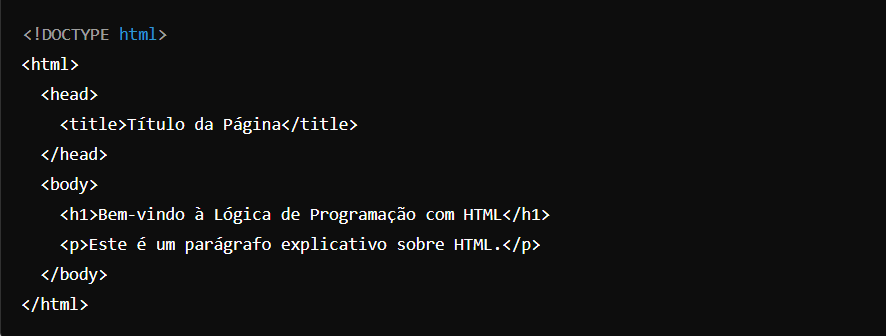 <!DOCTYPE html>
<html>
  <head>
    <title>Título da Página</title>
  </head>
  <body>
    <h1>Bem-vindo à Lógica de Programação com HTML</h1>
    <p>Este é um parágrafo explicativo sobre HTML.</p>
  </body>
</html>